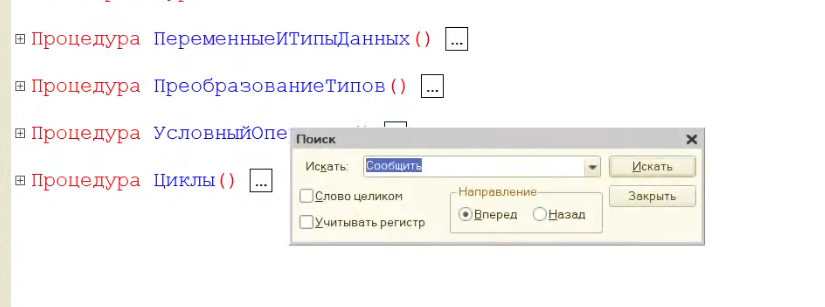 Процедура ПеременныеИТипыДанных() ...
Процедура ПреобразованиеТипов() ...
Процедура УсловныйОпе
Процедура Циклы() ...
Поиск
Искать: Сообщить Искать
Слово целиком
Учитывать регистр
Направление
Вперед Назад
Закрыть